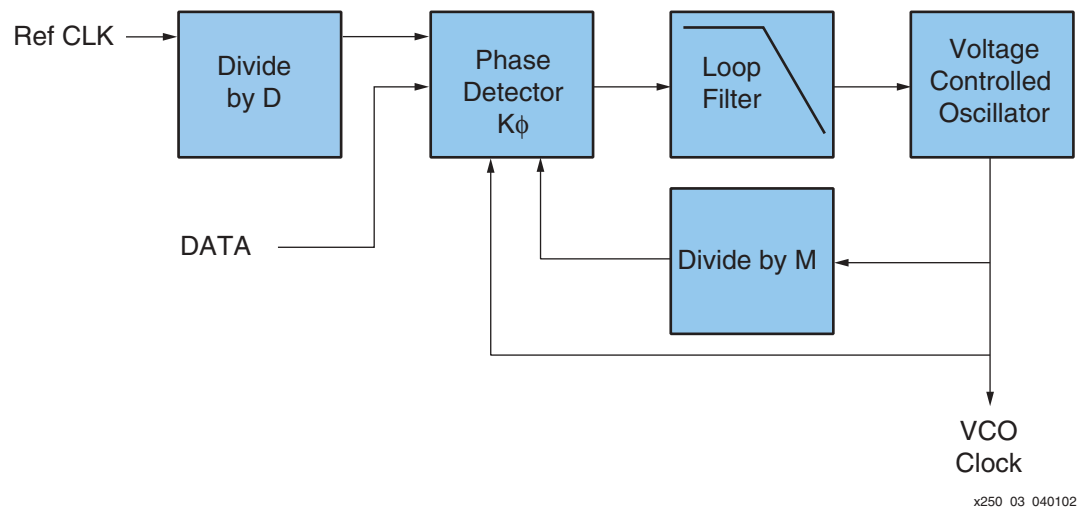 Ref CLK
Divide
by D
Phase
Detector
Kϕ
Loop
Filter
Voltage
Controlled
Oscillator
DATA
Divide by M
VCO
Clock
x250_03_040102